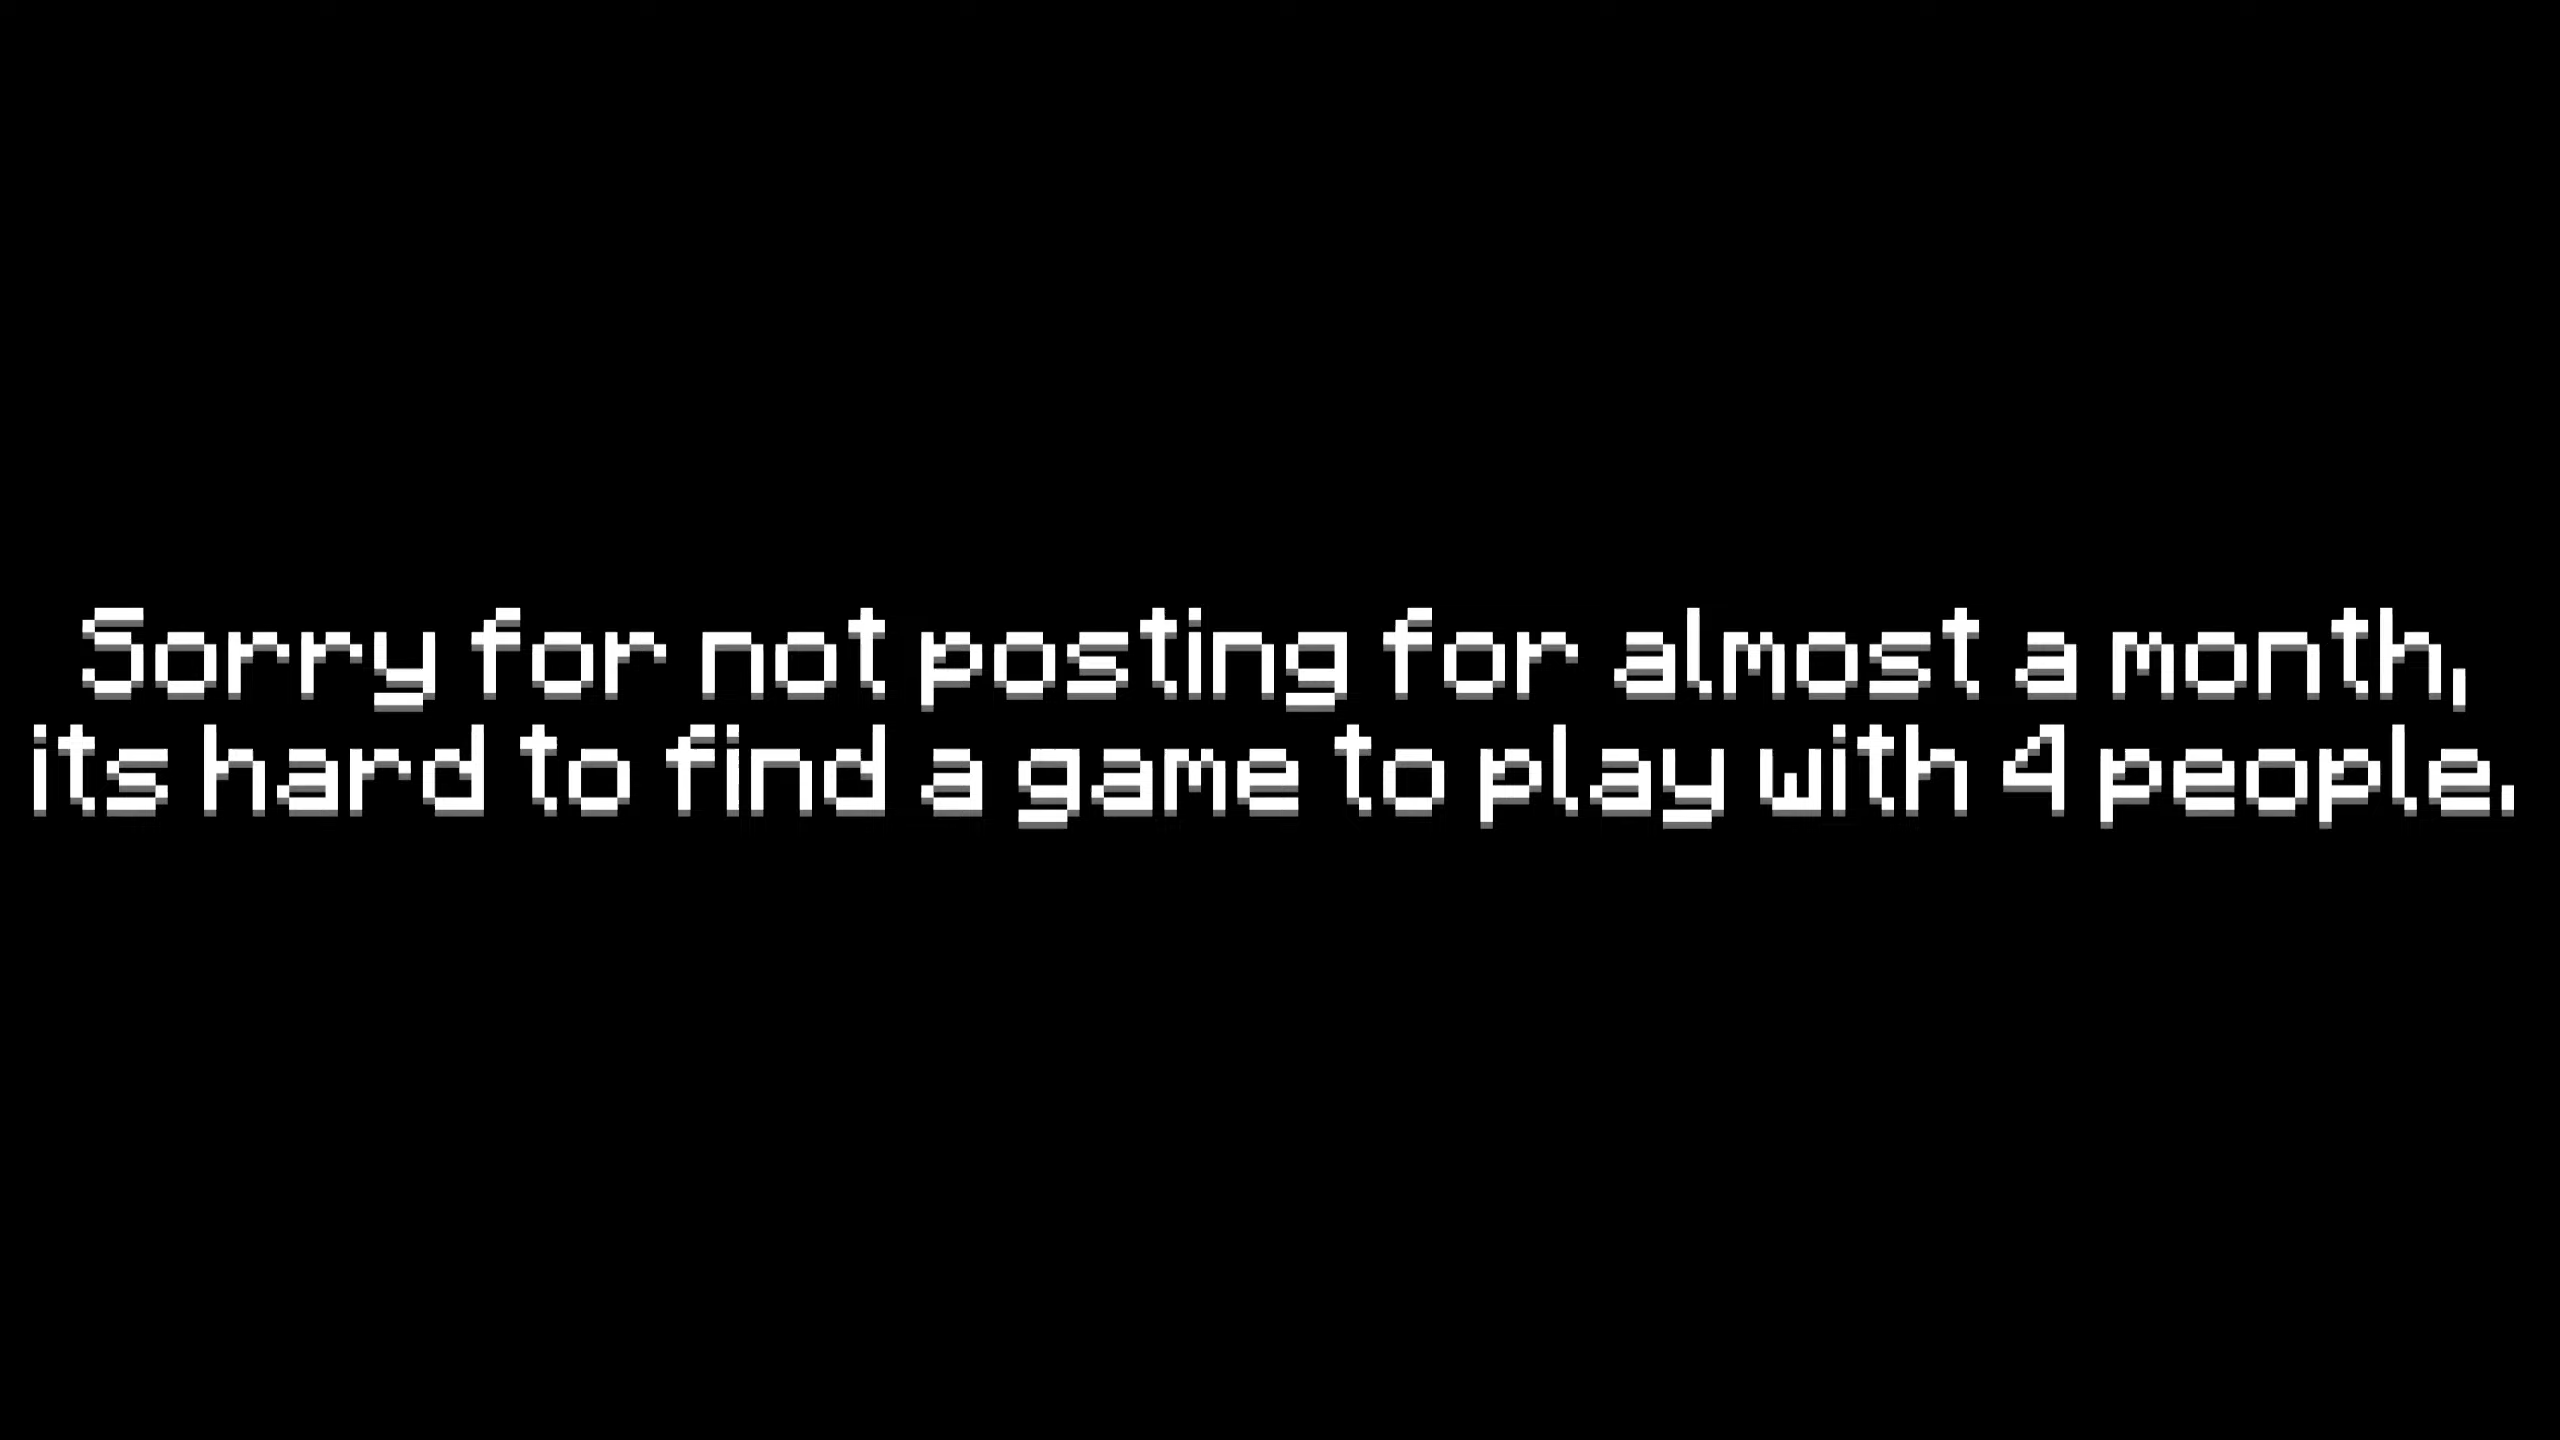 Sorry for not posting for almost a month,
its hard to find a game to play with 4 people.